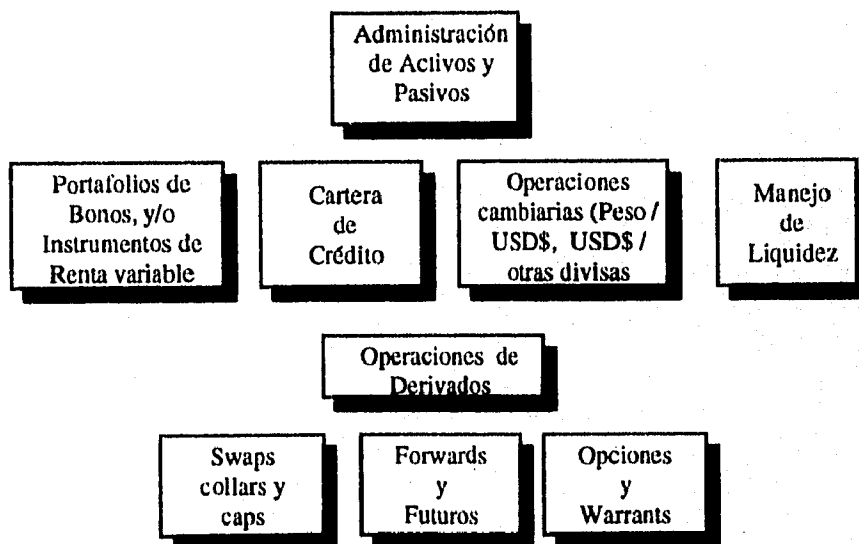 Administración
de Activos y
Pasivos
Portafolios de
Bonos, y/o
Instrumentos de
Renta variable
Cartera
de
Crédito
Operaciones
cambiarias (Peso /
USD$, USD$ /
otras divisas
Manejo
de
Liquidez
Operaciones de
Derivados
Swaps
collars y
caps
Forwards
y
Futuros
Opciones
y
Warrants